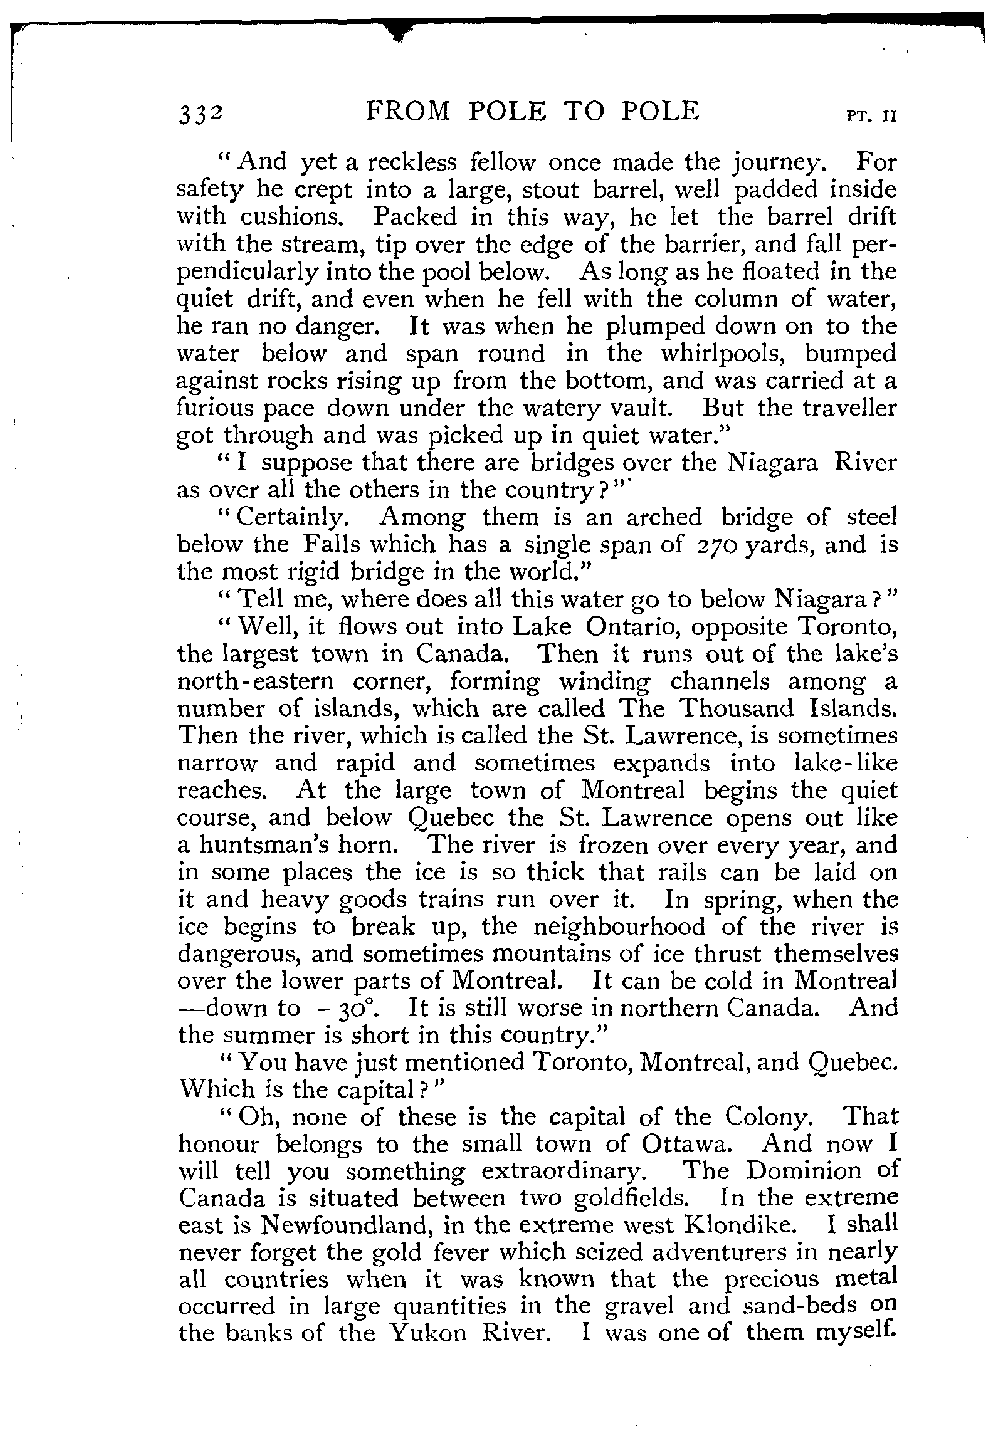 332 FROM POLE TO POLE PT. II
“And yet a reckless fellow once made the journey. For
safety he crept into a large, stout barrel, well padded inside
with cushions. Packed in this way, he let the barrel drift
with the stream, tip over the edge of the barrier, and fall per-
pendicularly into the pool below. As long as he floated in the
quiet drift, and even when he fell with the column of water,
he ran no danger. It was when he plumped down on to the
water below and span round in the whirlpools, bumped
against rocks rising up from the bottom, and was carried at a
furious pace down under the watery vault. But the traveller
got through and was picked up in quiet water.”
“I suppose that there are bridges over the Niagara River
as over all the others in the country?”
“Certainly. Among them is an arched bridge of steel
below the Falls which has a single span of 270 yards, and is
the most rigid bridge in the world.”
“Tell me, where does all this water go to below Niagara?”
“Well, it flows out into Lake Ontario, opposite Toronto,
the largest town in Canada. Then it runs out of the lake’s
north-eastern corner, forming winding channels among a
number of islands, which are called The Thousand Islands.
Then the river, which is called the St. Lawrence, is sometimes
narrow and rapid and sometimes expands into lake-like
reaches. At the large town of Montreal begins the quiet
course, and below Quebec the St. Lawrence opens out like
a huntsman’s horn. The river is frozen over every year, and
in some places the ice is so thick that rails can be laid on
it and heavy goods trains run over it. In spring, when the
ice begins to break up, the neighbourhood of the river is
dangerous, and sometimes mountains of ice thrust themselves
over the lower parts of Montreal. It can be cold in Montreal
—down to – 30°. It is still worse in northern Canada. And
the summer is short in this country.”
“You have just mentioned Toronto, Montreal, and Quebec.
Which is the capital?”
“Oh, none of these is the capital of the Colony. That
honour belongs to the small town of Ottawa. And now I
will tell you something extraordinary. The Dominion of
Canada is situated between two goldfields. In the extreme
east is Newfoundland, in the extreme west Klondike. I shall
never forget the gold fever which seized adventurers in nearly
all countries when it was known that the precious metal
occurred in large quantities in the gravel and sand-beds on
the banks of the Yukon River. I was one of them myself.